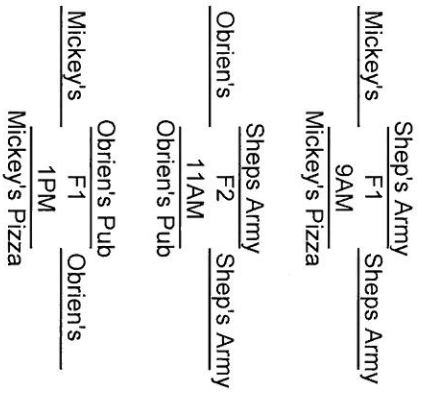 Shep's Army
Mickey's F1 Sheps Army
9AM
Mickey's Pizza
Sheps Army
Obrien's F2 Shep's Army
11AM
Obrien's Pub
Obrien's Pub
Mickey's F1 Obrien's
1PM
Mickey's Pizza